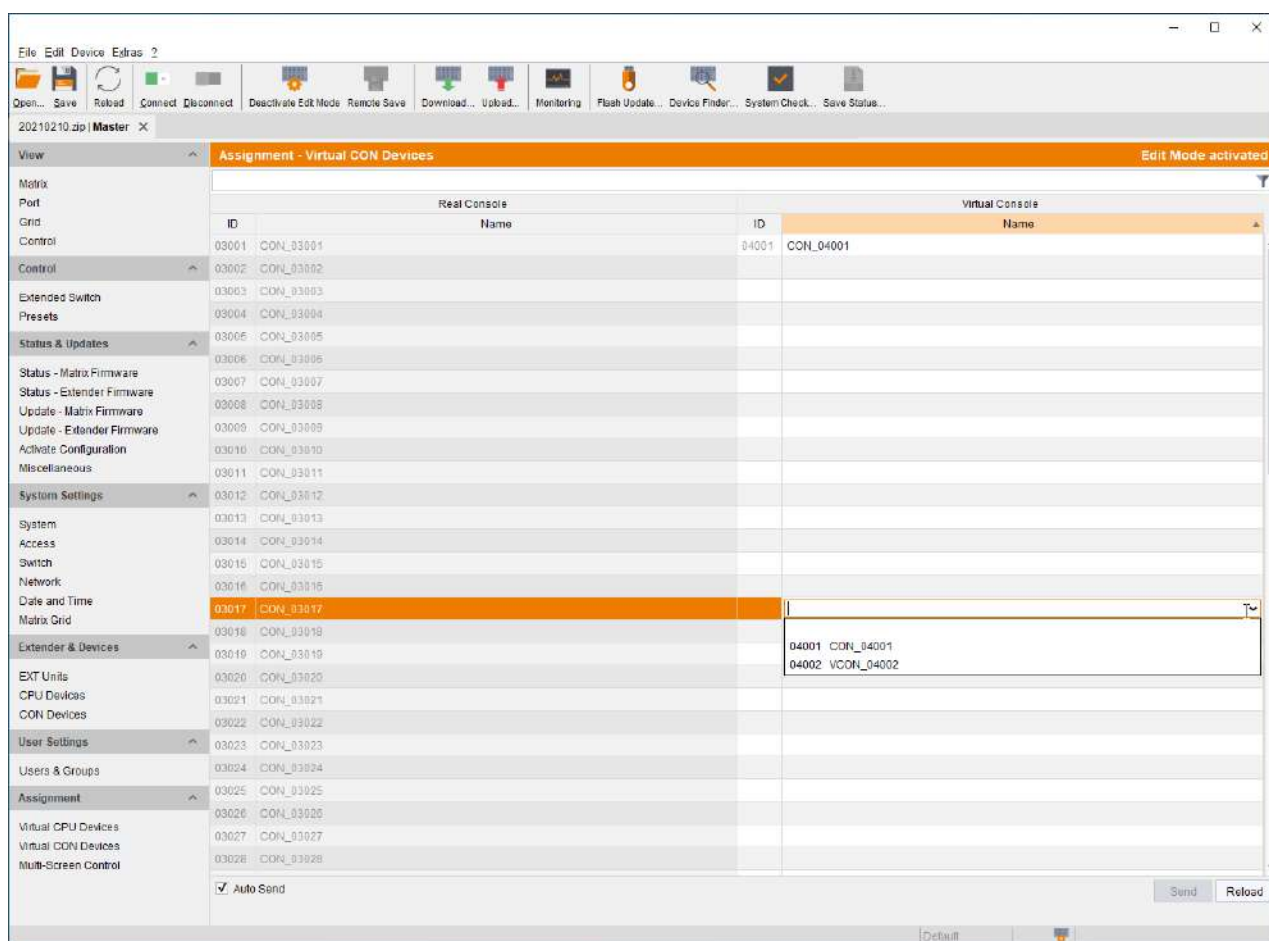 File Edit Device Extras ?
Open... Save Reload Connect Disconnect Deactivate Edit Mode Remote Save Download... Upload... Monitoring Flash Update... Device Finder... System Check... Save Status...
20210210.zip | Master
View
Matrix
Port
Grid
Control
Control
Extended Switch
Presets
Status & Updates
Status - Matrix Firmware
Status - Extender Firmware
Update - Matrix Firmware
Update - Extender Firmware
Activate Configuration
Miscellaneous
System Settings
System
Access
Switch
Network
Date and Time
Matrix Grid
Extender & Devices
EXT Units
CPU Devices
CON Devices
User Settings
Users & Groups
Assignment
Virtual CPU Devices
Virtual CON Devices
Multi-Screen Control
Assignment - Virtual CON Devices Edit Mode activated
Real Console Virtual Console
ID Name ID Name
03001 CON_03001 04001 CON_04001
03002 CON_03002
03003 CON_03003
03004 CON_03004
03005 CON_03005
03006 CON_03006
03007 CON_03007
03008 CON_03008
03009 CON_03009
03010 CON_03010
03011 CON_03011
03012 CON_03012
03013 CON_03013
03014 CON_03014
03015 CON_03015
03016 CON_03016
03017 CON_03017
03018 CON_03018
04001 CON_04001
03019 CON_03019
04002 VCON_04002
03020 CON_03020
03021 CON_03021
03022 CON_03022
03023 CON_03023
03024 CON_03024
03025 CON_03025
03026 CON_03026
03027 CON_03027
03028 CON_03028
Auto Send Send Reload
Default